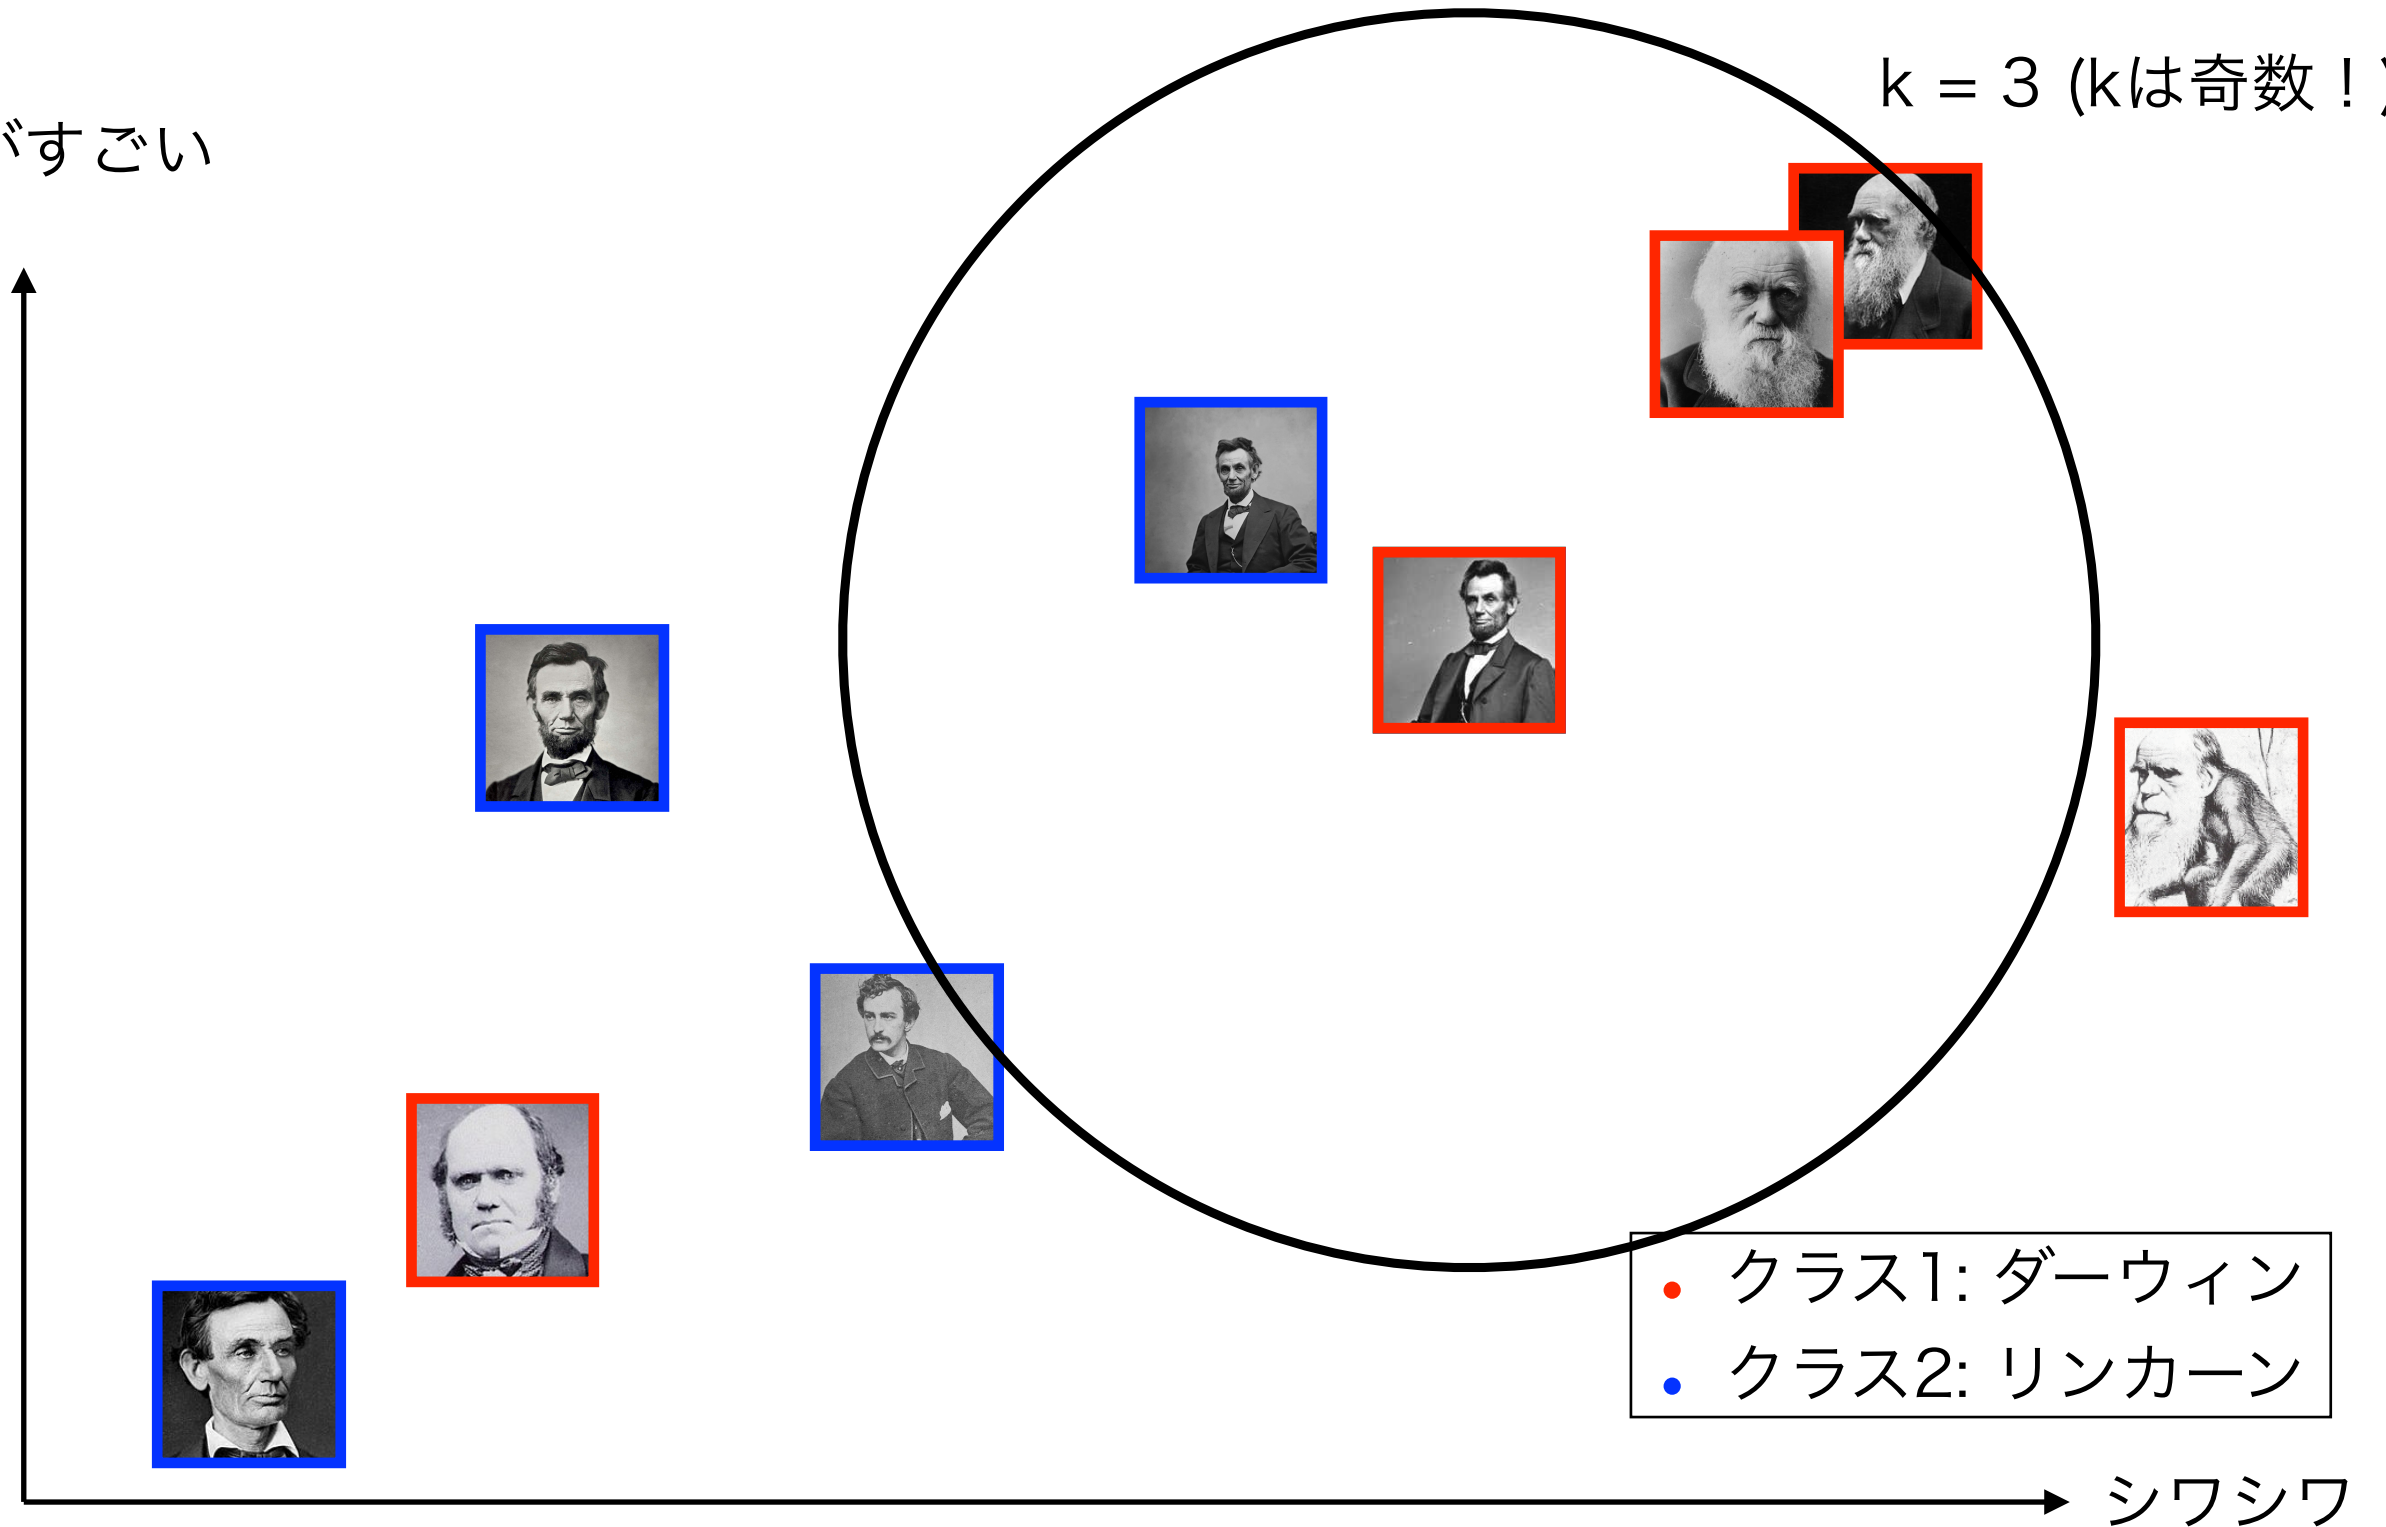 k = 3 (kは奇数！)
がすごい
クラス1: ダーウィン
クラス2: リンカーン
シワシワ